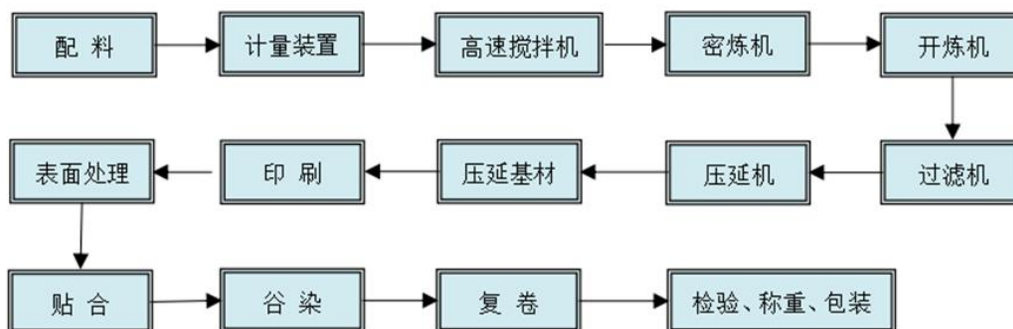 配料
计量装置
高速搅拌机
密炼机
开炼机
过滤机
压延机
压延基材
印刷
表面处理
贴合
谷染
复卷
检验、称重、包装